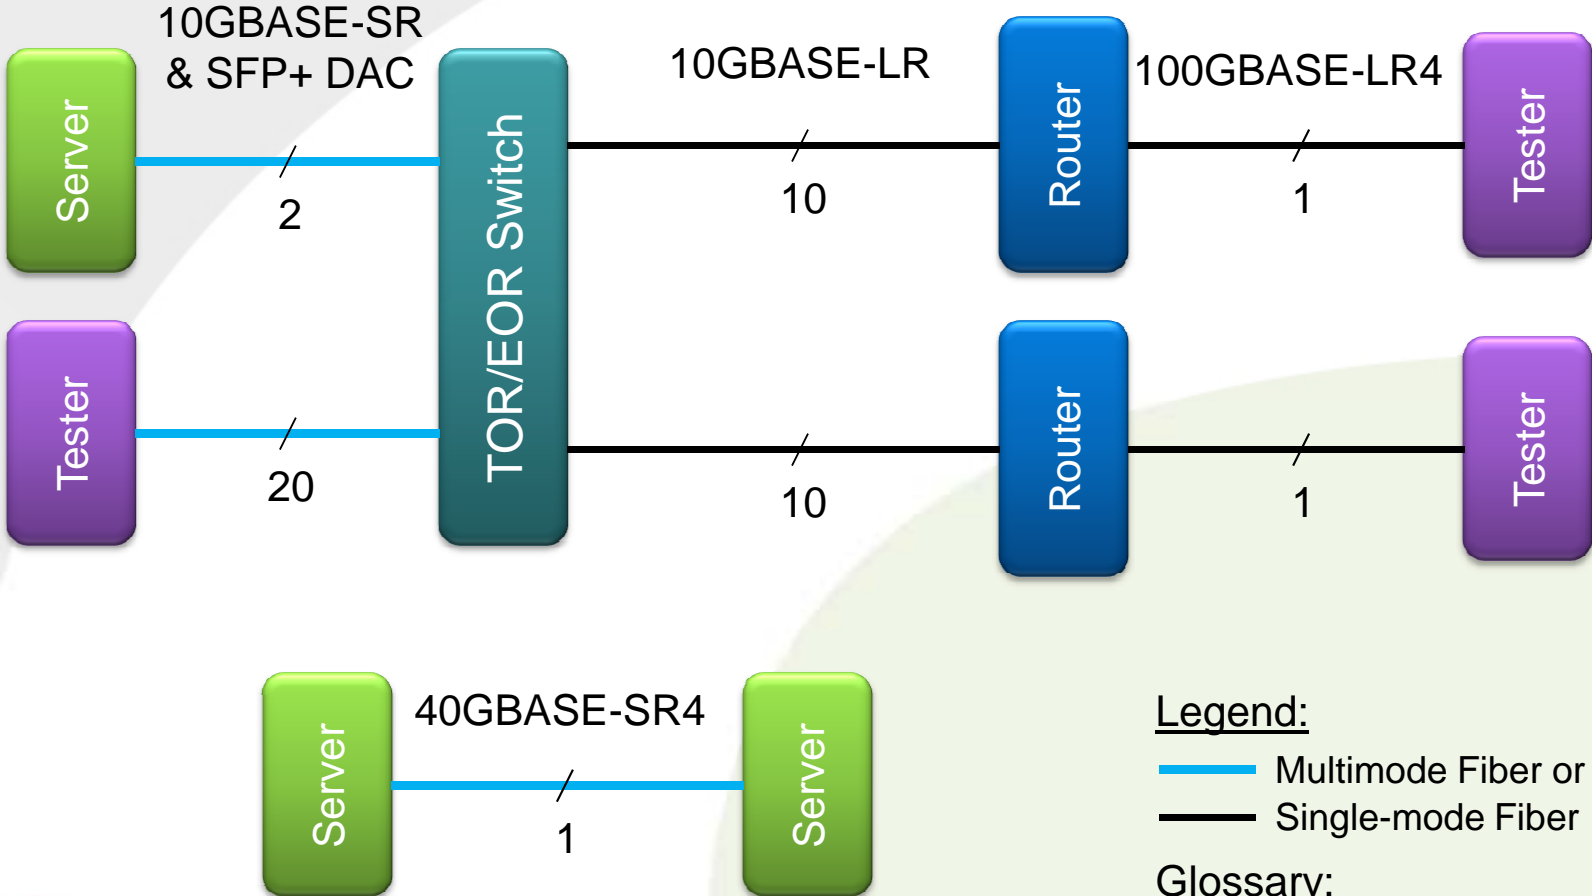 10GBASE-SR
& SFP+ DAC
10GBASE-LR
100GBASE-LR4
Server
TOR/EOR Switch
Router
Tester
2
10
1
Tester
Router
Tester
20
10
1
40GBASE-SR4
Server
Server
1
Legend:
Multimode Fiber or
Single-mode Fiber
Glossary: